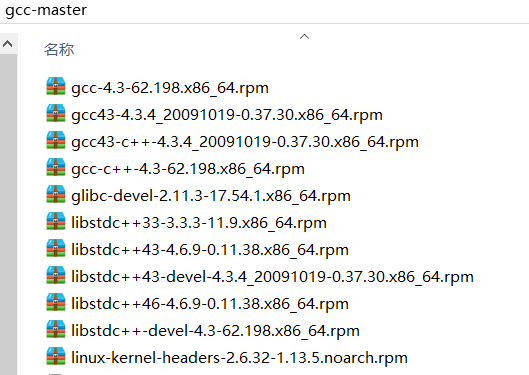 gcc-master
名称
gcc-4.3-62.198.x86_64.rpm
gcc43-4.3.4_20091019-0.37.30.x86_64.rpm
gcc43-c++-4.3.4_20091019-0.37.30.x86_64.rpm
gcc-c++-4.3-62.198.x86_64.rpm
glibc-devel-2.11.3-17.54.1.x86_64.rpm
libstdc++33-3.3.3-11.9.x86_64.rpm
libstdc++43-4.6.9-0.11.38.x86_64.rpm
libstdc++43-devel-4.3.4_20091019-0.37.30.x86_64.rpm
libstdc++46-4.6.9-0.11.38.x86_64.rpm
libstdc++-devel-4.3-62.198.x86_64.rpm
linux-kernel-headers-2.6.32-1.13.5.noarch.rpm